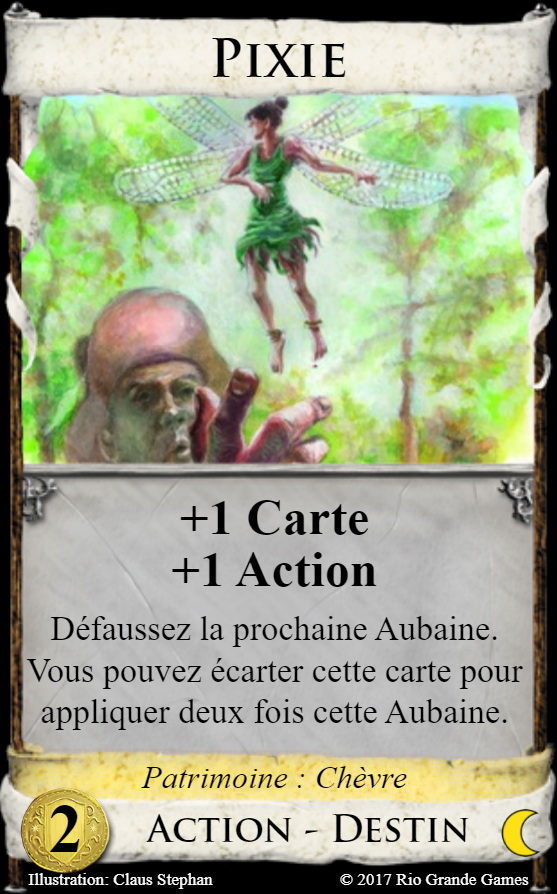 PIXIE
+1 Carte
+1 Action
Défaussez la prochaine Aubaine.
Vous pouvez écarter cette carte pour
appliquer deux fois cette Aubaine.
Patrimoine : Chèvre
2
ACTION - DESTIN
Illustration: Claus Stephan
© 2017 Rio Grande Games